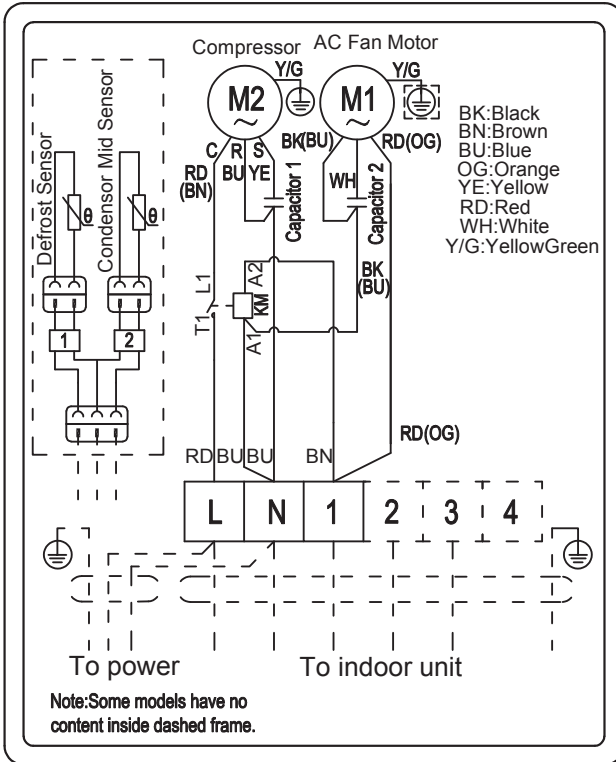 Compressor
AC Fan Motor
Y/G
Y/G
M2
~
M1
~
C R S
BK(BU)
RD(OG)
RD
(BN)
BU YE
Capacitor 1
WH
Capacitor 2
BK
(BU)
BK:Black
BN:Brown
BU:Blue
OG:Orange
YE:Yellow
RD:Red
WH:White
Y/G:YellowGreen
Defrost Sensor
Condensor Mid Sensor
θ
θ
1
2
L1
T1
A2
KM
A1
RD(OG)
RD BU BU BN
L N 1 2 3 4
To power
To indoor unit
Note:Some models have no
content inside dashed frame.